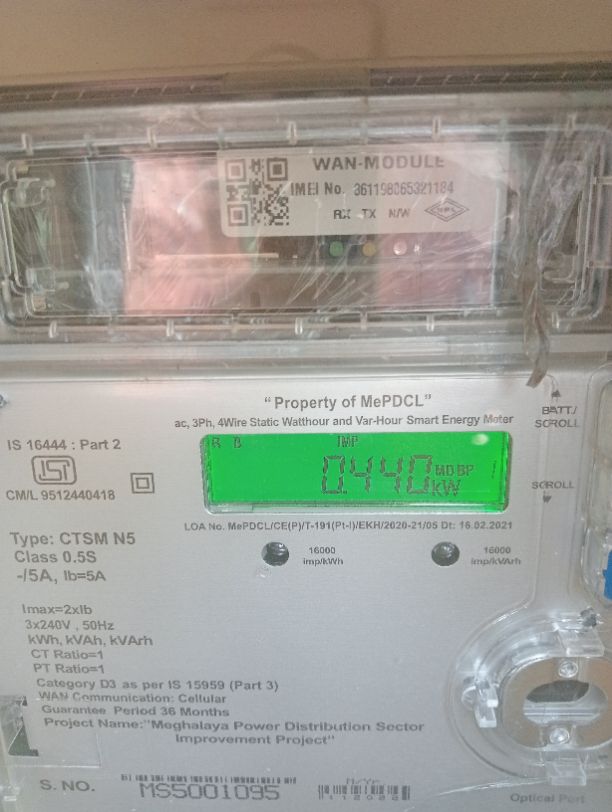 WAN-MODULE
IMEI No. 361198065321184
RX TX N/W
"Property of MePDCL"
ac, 3Ph, 4Wire Static Watthour and Var-Hour Smart Energy Meter
BATT./
SCROLL
IS 16444 : Part 2
CM/L 9512440418
R B IMP
0.440 MD BP
kW
SCROLL
LOA No. MePDCL/CE(P)/T-191(Pt-I)/EKH/2020-21/05 Dt: 16.02.2021
Type: CTSM N5
Class 0.5S
-/5A, Ib=5A
16000
imp/kWh
16000
imp/kVArh
Imax=2xIb
3x240V , 50Hz
kWh, kVAh, kVArh
CT Ratio=1
PT Ratio=1
Category D3 as per IS 15959 (Part 3)
WAN Communication: Cellular
Guarantee Period 36 Months
Project Name:"Meghalaya Power Distribution Sector
Improvement Project"
S. NO. MS5001095
M/Yr.
Optical Port